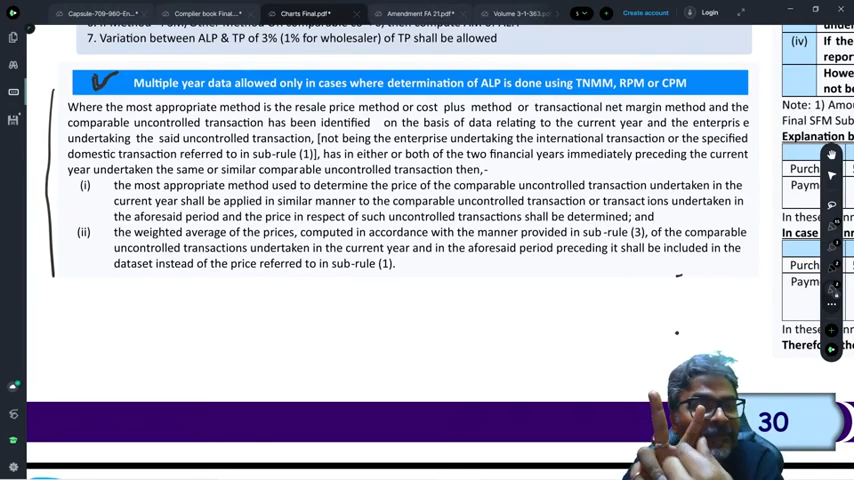 Capsule-709-960-En...*
Compiler book Final....*
Charts Final.pdf*
Amendment FA 21.pdf*
Volume 3-1-363.pdf
5
Create account
Login
7. Variation between ALP & TP of 3% (1% for wholesaler) of TP shall be allowed
Multiple year data allowed only in cases where determination of ALP is done using TNMM, RPM or CPM
Where the most appropriate method is the resale price method or cost plus method or transactional net margin method and the
comparable uncontrolled transaction has been identified on the basis of data relating to the current year and the enterpris e
undertaking the said uncontrolled transaction, [not being the enterprise undertaking the international transaction or the specified
domestic transaction referred to in sub-rule (1)], has in either or both of the two financial years immediately preceding the current
year undertaken the same or similar comparable uncontrolled transaction then,-
(i) the most appropriate method used to determine the price of the comparable uncontrolled transaction undertaken in the
current year shall be applied in similar manner to the comparable uncontrolled transaction or transact ions undertaken in
the aforesaid period and the price in respect of such uncontrolled transactions shall be determined; and
(ii) the weighted average of the prices, computed in accordance with the manner provided in sub -rule (3), of the comparable
uncontrolled transactions undertaken in the current year and in the aforesaid period preceding it shall be included in the
dataset instead of the price referred to in sub-rule (1).
30
(iv) If the
repor
Howe
not be
Note: 1) Amou
Final SFM Sub
Explanation b
Purch
Paym
In these
In case
Purch
Paym
In these
Therefo